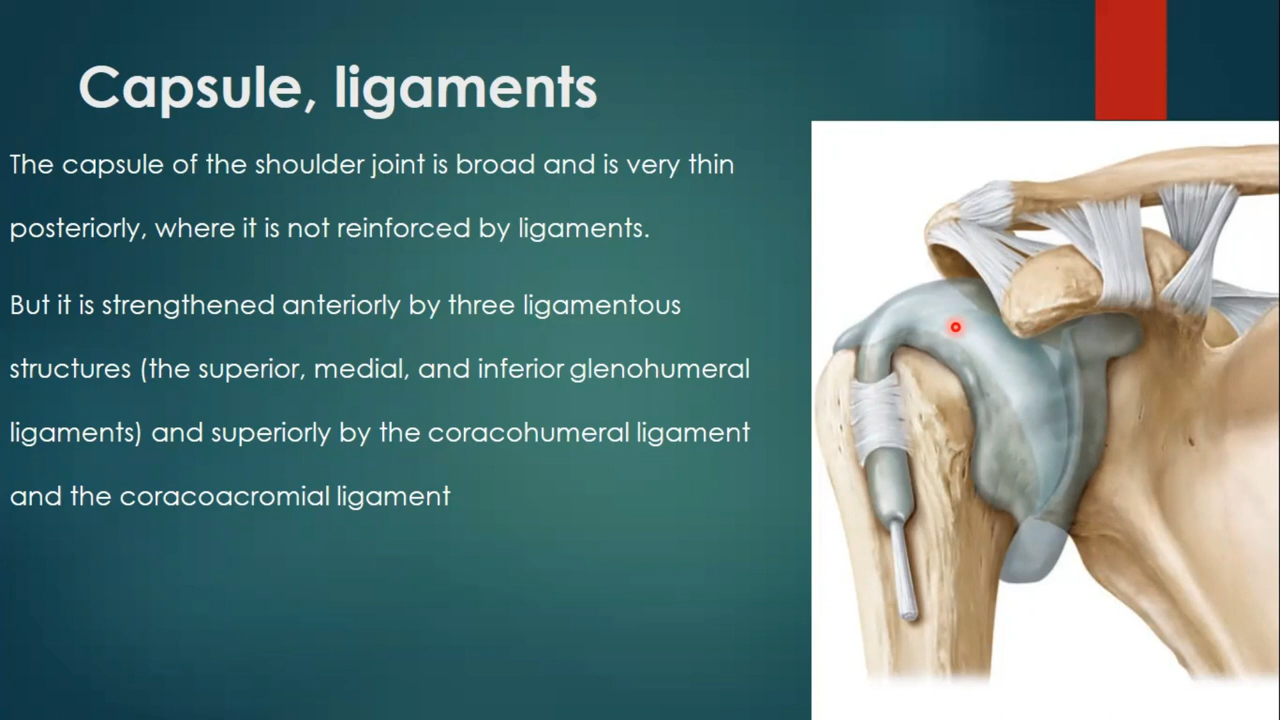 Capsule, ligaments
The capsule of the shoulder joint is broad and is very thin
posteriorly, where it is not reinforced by ligaments.
But it is strengthened anteriorly by three ligamentous
structures (the superior, medial, and inferior glenohumeral
ligaments) and superiorly by the coracohumeral ligament
and the coracoacromial ligament